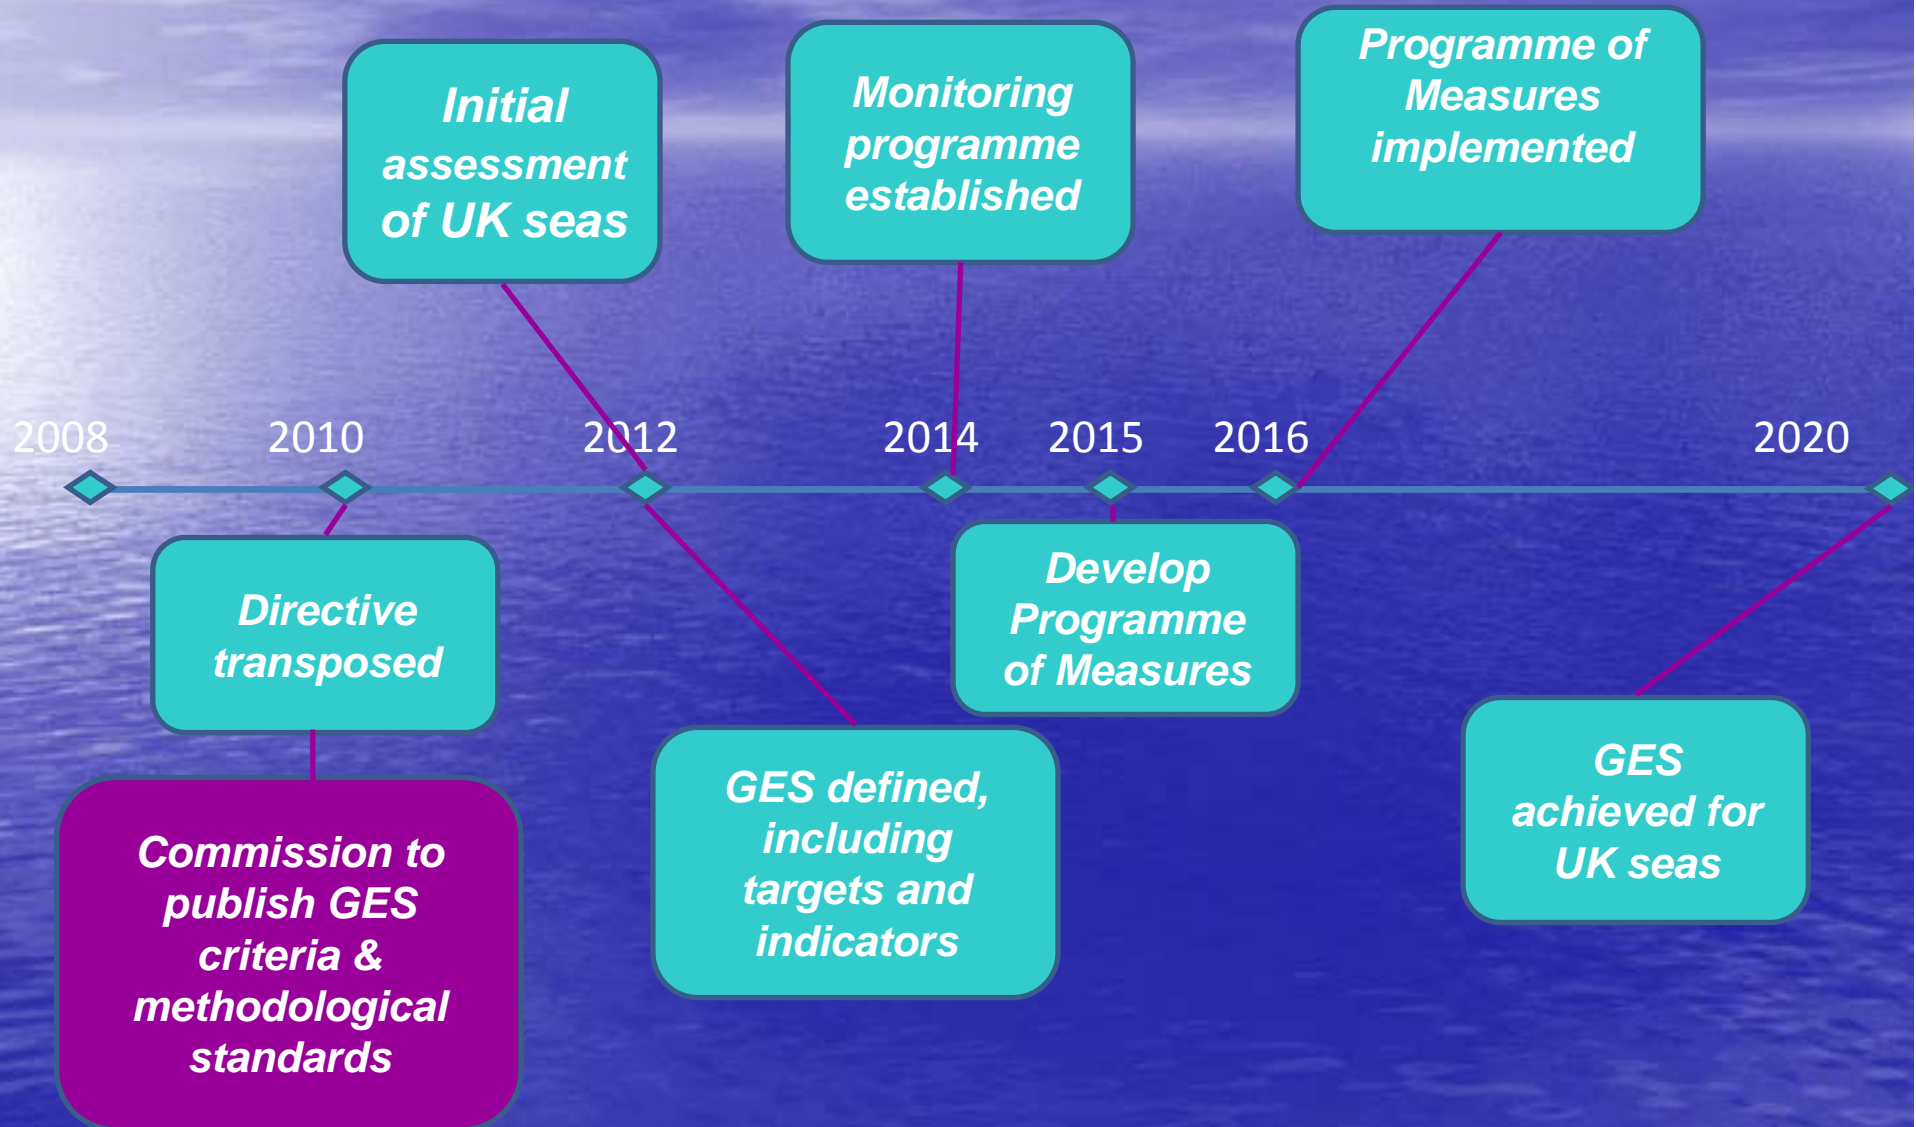 Initial
assessment
of UK seas
Monitoring
programme
established
Programme of
Measures
implemented
2008
2010
2012
2014
2015
2016
2020
Directive
transposed
Develop
Programme
of Measures
Commission to
publish GES
criteria &
methodological
standards
GES defined,
including
targets and
indicators
GES
achieved for
UK seas